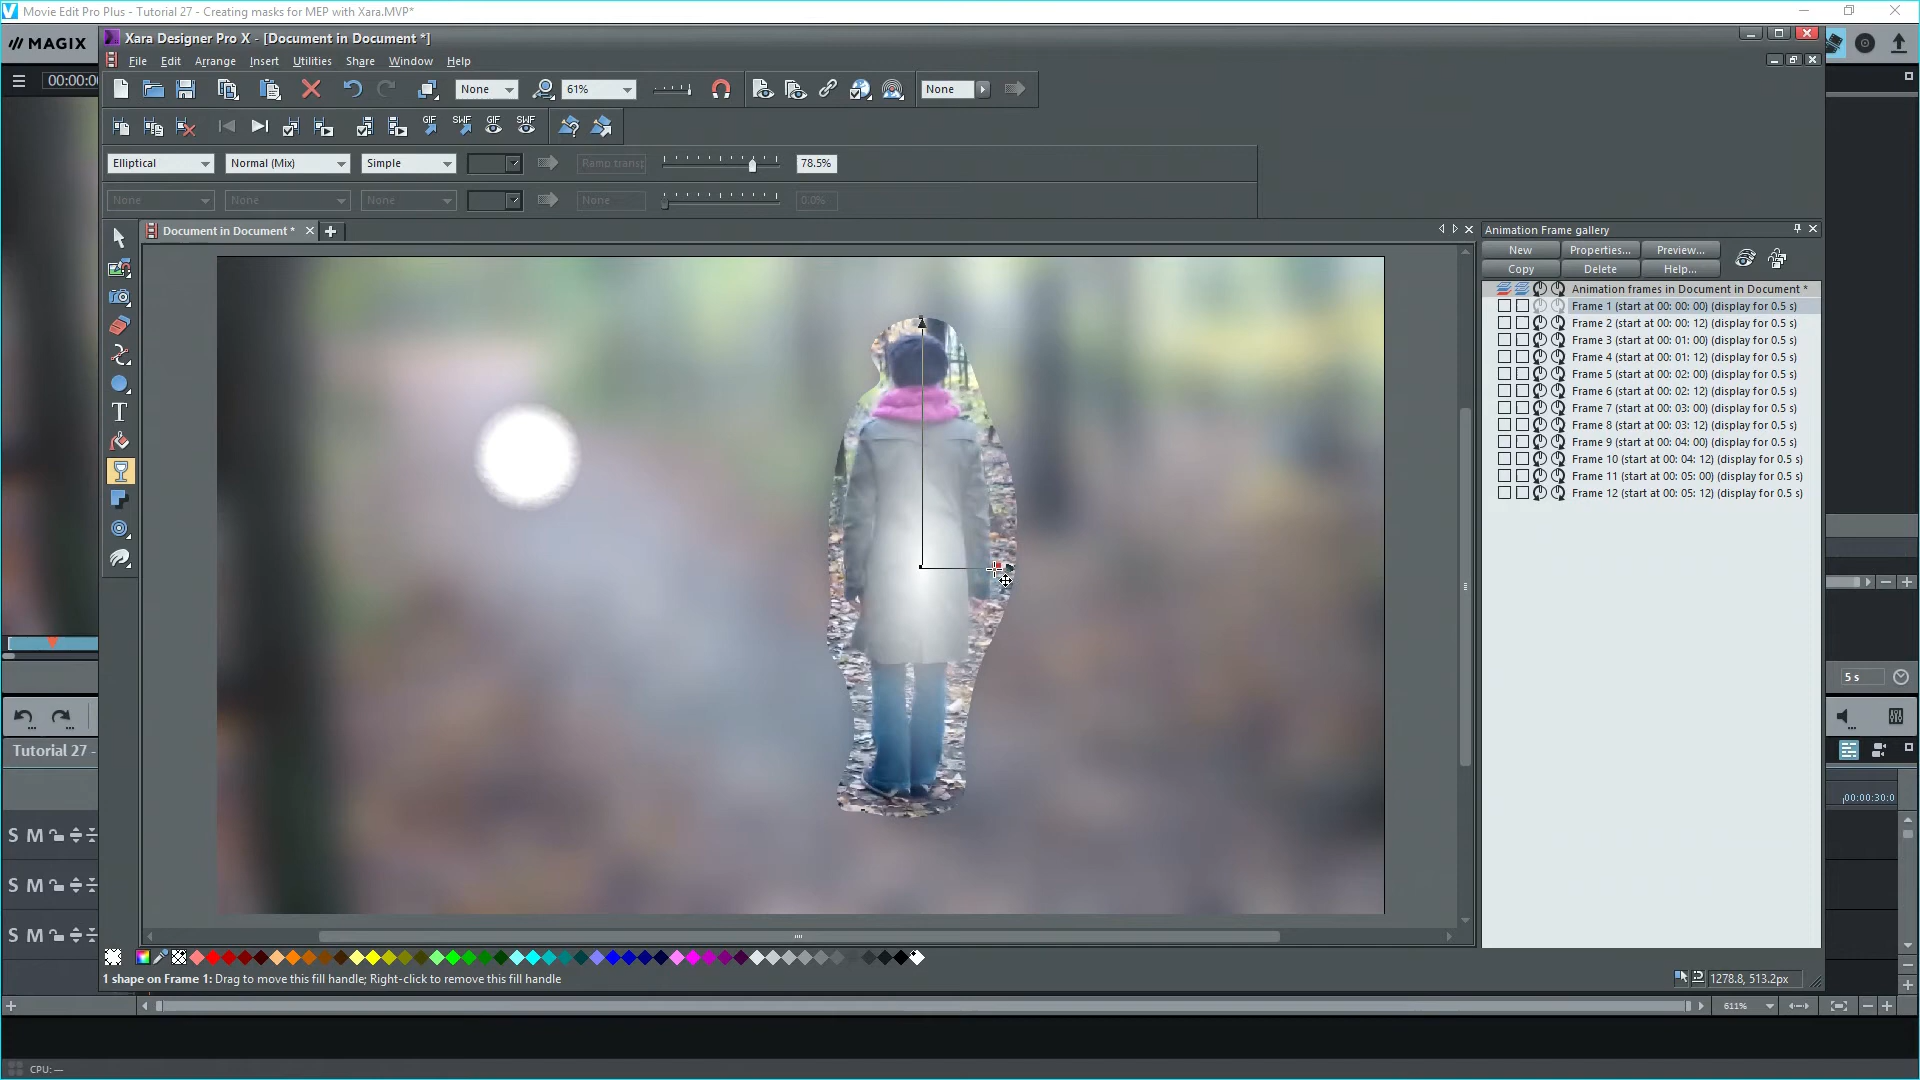 Movie Edit Pro Plus - Tutorial 27 - Creating masks for MEP with Xara.MVP*
MAGIX
Xara Designer Pro X - [Document in Document *]
File Edit Arrange Insert Utilities Share Window Help
00:00:00
None 61% None
GIF SWF GIF SWF
Elliptical Normal (Mix) Simple Ramp transp 78.5%
None None None None 0.0%
Document in Document *
Animation Frame gallery
New Properties... Preview...
Copy Delete Help...
Animation frames in Document in Document *
Frame 1 (start at 00: 00: 00) (display for 0.5 s)
Frame 2 (start at 00: 00: 12) (display for 0.5 s)
Frame 3 (start at 00: 01: 00) (display for 0.5 s)
Frame 4 (start at 00: 01: 12) (display for 0.5 s)
Frame 5 (start at 00: 02: 00) (display for 0.5 s)
Frame 6 (start at 00: 02: 12) (display for 0.5 s)
Frame 7 (start at 00: 03: 00) (display for 0.5 s)
Frame 8 (start at 00: 03: 12) (display for 0.5 s)
Frame 9 (start at 00: 04: 00) (display for 0.5 s)
Frame 10 (start at 00: 04: 12) (display for 0.5 s)
Frame 11 (start at 00: 05: 00) (display for 0.5 s)
Frame 12 (start at 00: 05: 12) (display for 0.5 s)
5 s
Tutorial 27 -
00:00:30:0
S M
S M
S M
1 shape on Frame 1: Drag to move this fill handle; Right-click to remove this fill handle
1278.8, 513.2px
611%
CPU: —